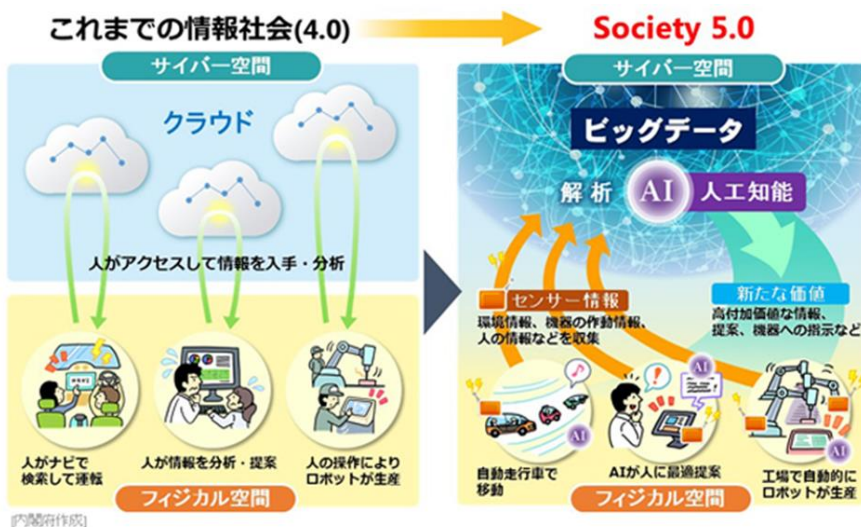 これまでの情報社会(4.0)
Society 5.0
サイバー空間
クラウド
人がアクセスして情報を入手・分析
人がナビで
検索して運転
人が情報を分析・提案
人の操作により
ロボットが生産
フィジカル空間
サイバー空間
ビッグデータ
解析 AI 人工知能
センサー情報
環境情報、機器の作動情報、
人の情報などを収集
新たな価値
高付加価値な情報、
提案、機器への指示など
AI
AI
AI
自動走行車で
移動
AIが人に最適提案
工場で自動的に
ロボットが生産
フィジカル空間
[内閣府作成]